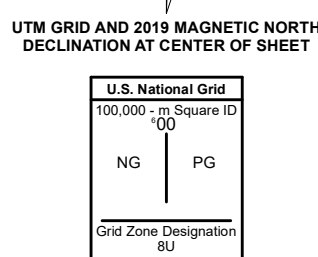 UTM GRID AND 2019 MAGNETIC NORTH
DECLINATION AT CENTER OF SHEET
U.S. National Grid
100,000 - m Square ID
⁶00
NG PG
Grid Zone Designation
8U